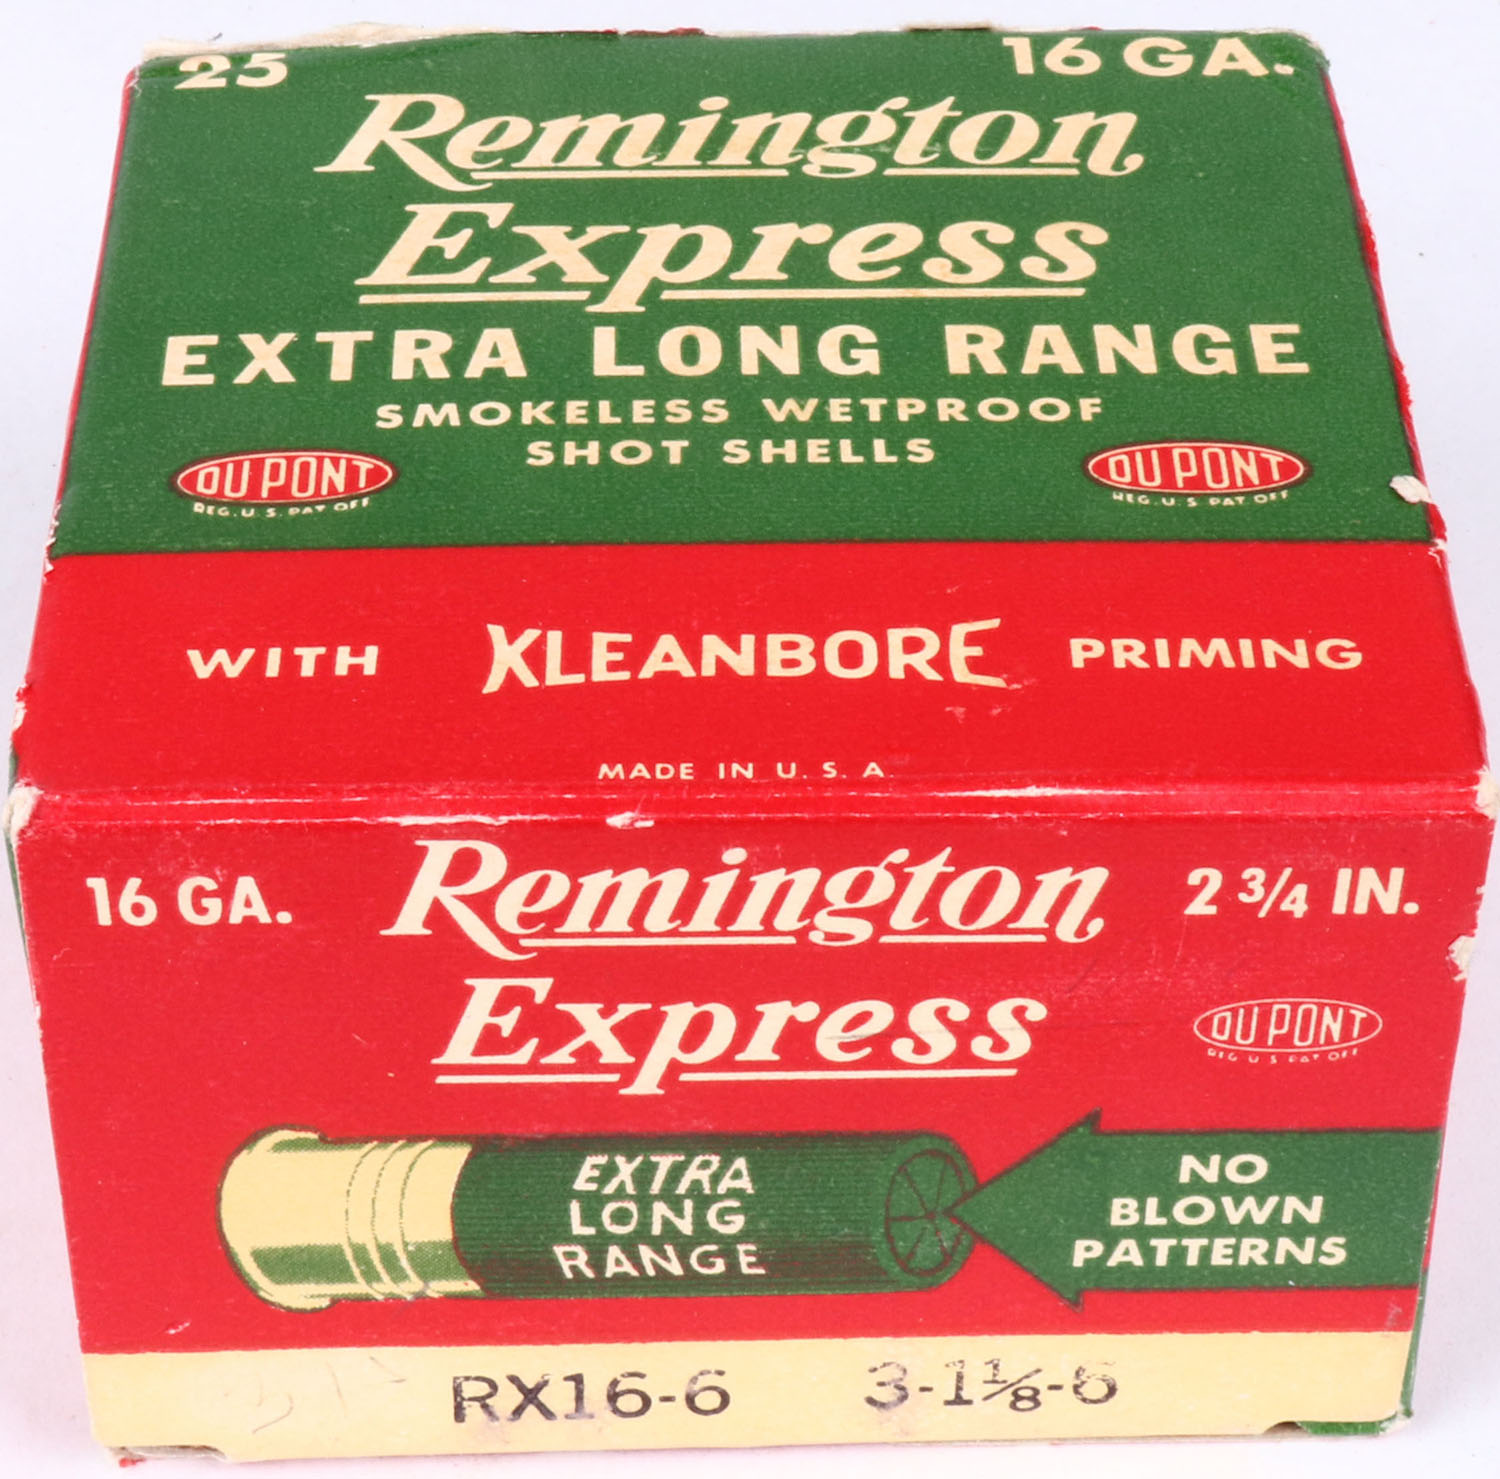 25 16 GA.
Remington
Express
EXTRA LONG RANGE
SMOKELESS WETPROOF
SHOT SHELLS
DU PONT DU PONT
REG. U. S. PAT OFF REG. U. S. PAT OFF
WITH KLEANBORE PRIMING
MADE IN U. S. A
16 GA. Remington 2 3/4 IN.
Express
DU PONT
REG U S PAT OFF
EXTRA
LONG
RANGE
NO
BLOWN
PATTERNS
RX16-6 3-1 1/8-6